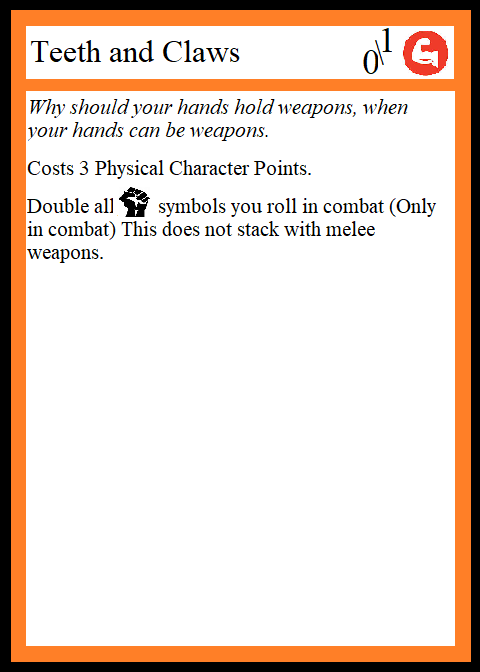 Teeth and Claws 0\1
Why should your hands hold weapons, when
your hands can be weapons.
Costs 3 Physical Character Points.
Double all symbols you roll in combat (Only
in combat) This does not stack with melee
weapons.